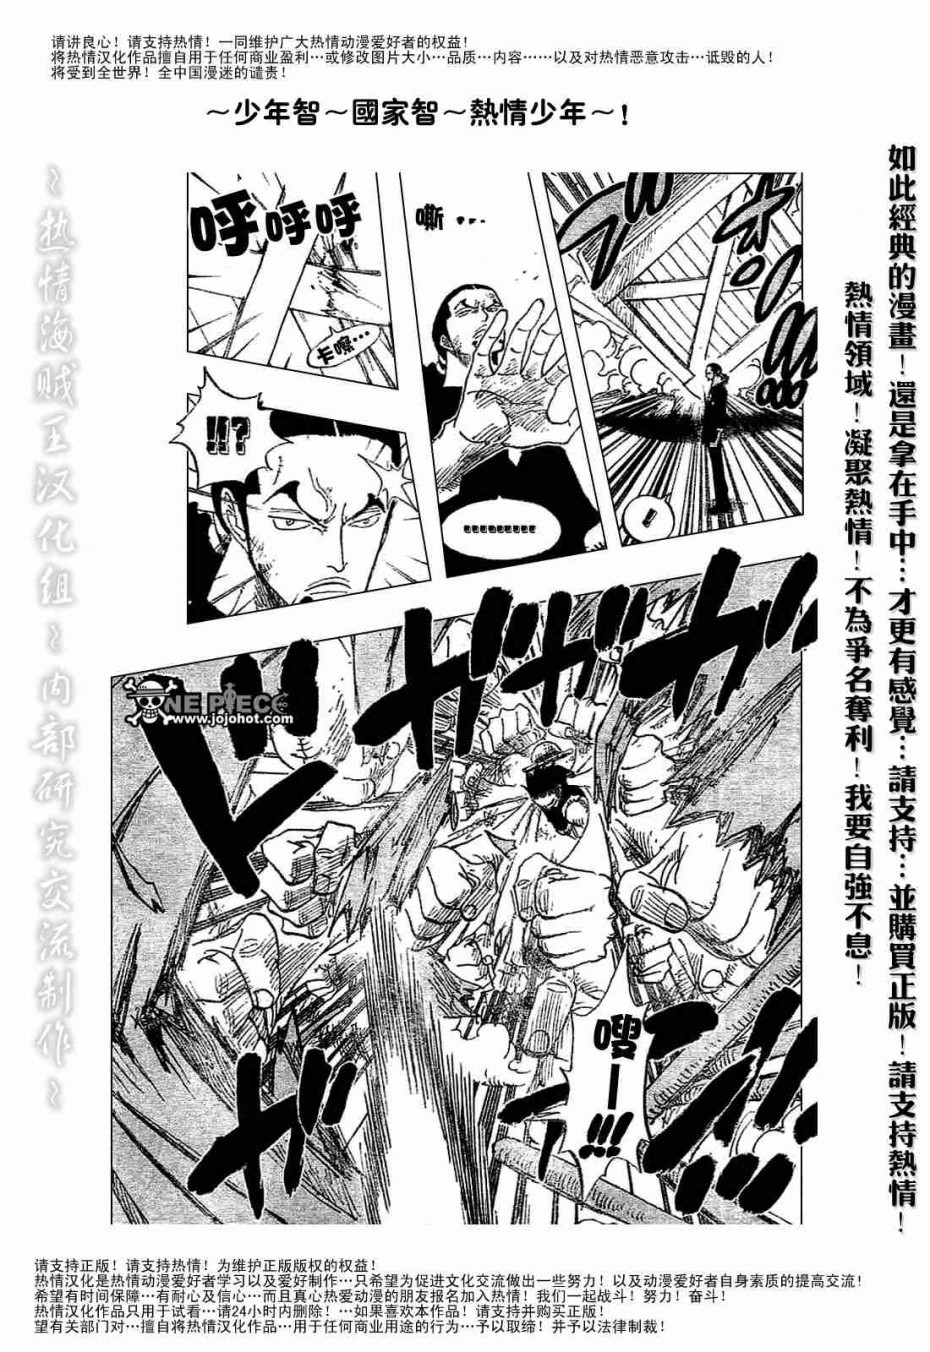 请讲良心！请支持热情！一同维护广大热情动漫爱好者的权益！
将热情汉化作品擅自用于任何商业盈利…或修改图片大小…品质…内容……以及对热情恶意攻击…诋毁的人！
将受到全世界！全中国漫迷的谴责！
～少年智～國家智～熱情少年～！
如此經典的漫畫！還是拿在手中…才更有感覺…請支持…並購買正版！請支持熱情！
熱情領域！凝聚熱情！不為爭名奪利！我要自強不息！
～热情海贼王汉化组～内部研究交流制作～
嘶…
呼呼呼
卡嚓…
!!?
ONE PIECE
www.jojohot.com
ドガガガガ
ガガガ
嗖ー!!!
请支持正版！请支持热情！为维护正版版权的权益！
热情汉化是热情动漫爱好者学习以及爱好制作…只希望为促进文化交流做出一些努力！以及动漫爱好者自身素质的提高交流！
希望有时间保障…有耐心及信心…而且真心热爱动漫的朋友报名加入热情！我们一起战斗！努力！奋斗！
热情汉化作品只用于试看…请24小时内删除！…如果喜欢本作品！请支持并购买正版！
望有关部门对…擅自将热情汉化作品…用于任何商业用途的行为…予以取缔！并予以法律制裁！